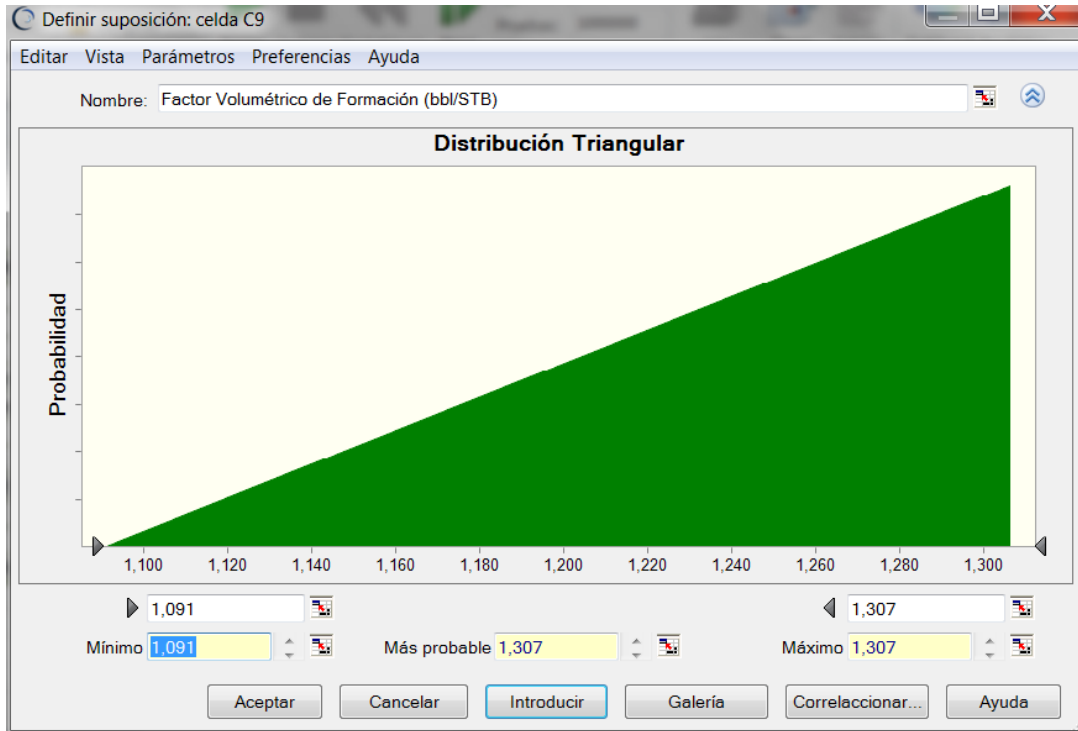 Definir suposición: celda C9
Editar Vista Parámetros Preferencias Ayuda
Nombre: Factor Volumétrico de Formación (bbl/STB)
Distribución Triangular
Probabilidad
1,100 1,120 1,140 1,160 1,180 1,200 1,220 1,240 1,260 1,280 1,300
1,091 1,307
Mínimo 1,091 Más probable 1,307 Máximo 1,307
Aceptar Cancelar Introducir Galería Correlaccionar... Ayuda